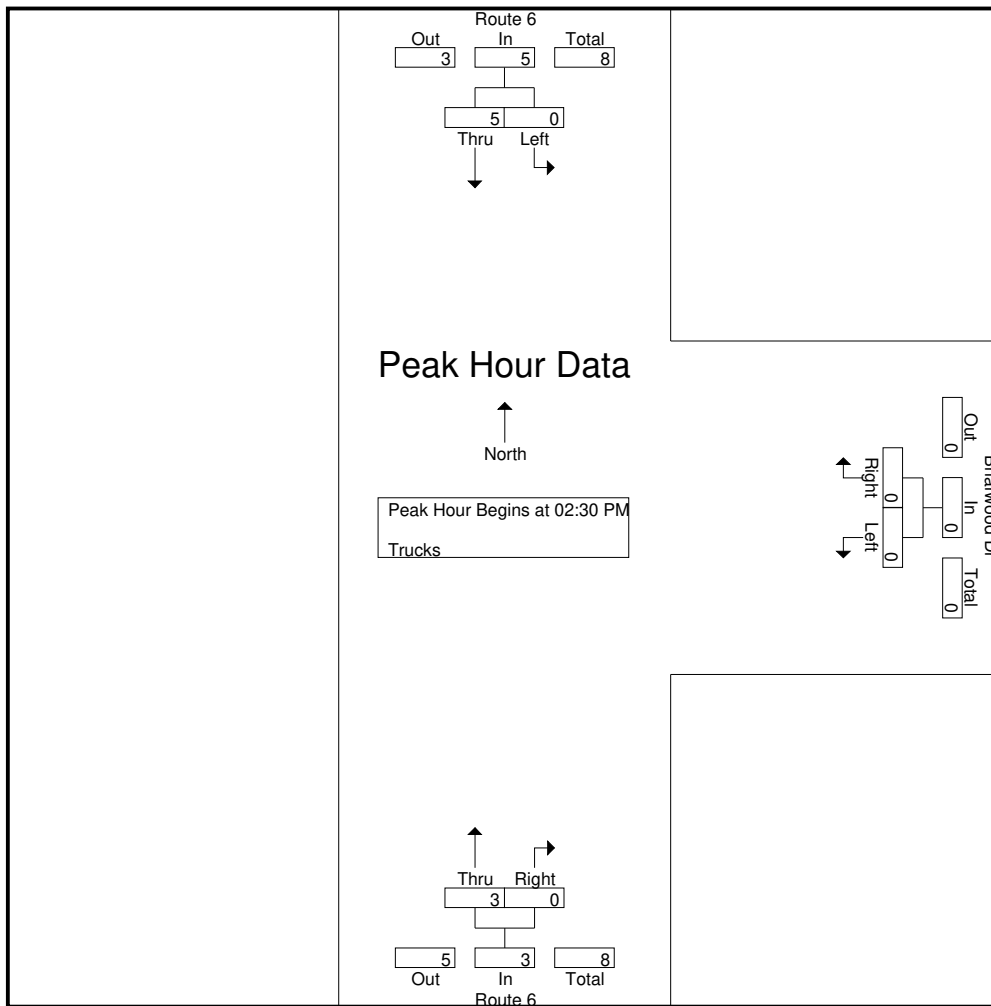 Route 6
Out In Total
3 5 8
5 0
Thru Left
Peak Hour Data
North
Peak Hour Begins at 02:30 PM
Trucks
Right Left
0 0
Out In Total
0 0 0
Thru Right
3 0
5 3 8
Out In Total
Route 6